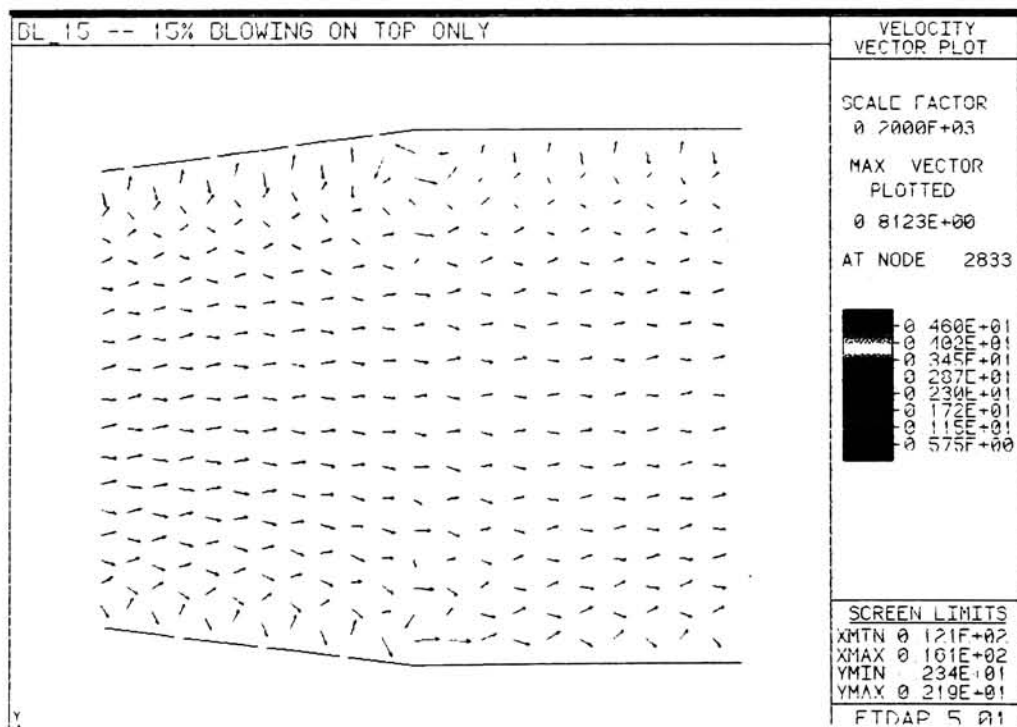 BL_15 -- 15% BLOWING ON TOP ONLY
VELOCITY
VECTOR PLOT
SCALE FACTOR
0.2000E+03
MAX VECTOR
PLOTTED
0.8123E+00
AT NODE 2833
0.460E+01
0.402E+01
0.345E+01
0.287E+01
0.230E+01
0.172E+01
0.115E+01
0.575E+00
SCREEN LIMITS
XMIN 0.121E+02
XMAX 0.161E+02
YMIN -.234E+01
YMAX 0.219E+01
FIDAP 5.01
Y